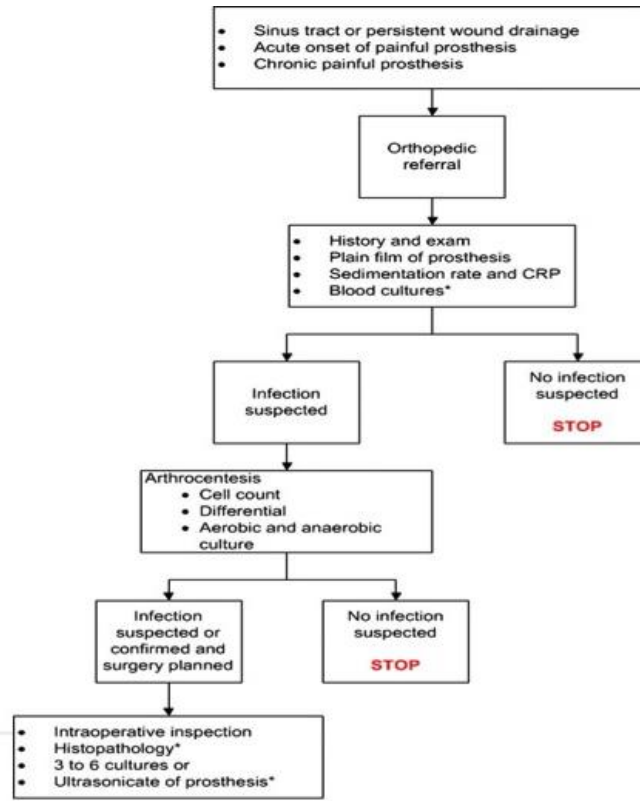 • Sinus tract or persistent wound drainage
• Acute onset of painful prosthesis
• Chronic painful prosthesis
Orthopedic
referral
• History and exam
• Plain film of prosthesis
• Sedimentation rate and CRP
• Blood cultures*
Infection
suspected
No infection
suspected
STOP
Arthrocentesis
• Cell count
• Differential
• Aerobic and anaerobic
culture
Infection
suspected or
confirmed and
surgery planned
No infection
suspected
STOP
• Intraoperative inspection
• Histopathology*
• 3 to 6 cultures or
• Ultrasonicate of prosthesis*